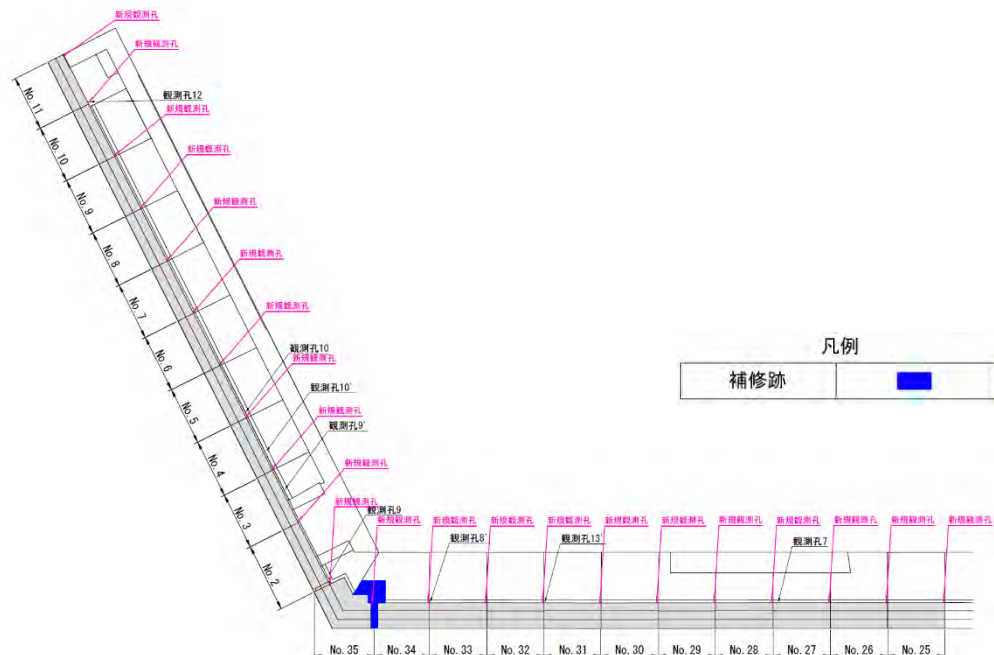 新規観測孔
新規観測孔
観測孔12
新規観測孔
新規観測孔
新規観測孔
新規観測孔
新規観測孔
観測孔10
新規観測孔
観測孔10'
新規観測孔
観測孔9'
新規観測孔
新規観測孔
観測孔9
No.11
No.10
No.9
No.8
No.7
No.6
No.5
No.4
No.3
No.2
凡例
補修跡
新規観測孔
新規観測孔
新規観測孔
新規観測孔
新規観測孔
新規観測孔
新規観測孔
新規観測孔
新規観測孔
新規観測孔
新規観測孔
観測孔8'
観測孔13'
観測孔7
No.35
No.34
No.33
No.32
No.31
No.30
No.29
No.28
No.27
No.26
No.25